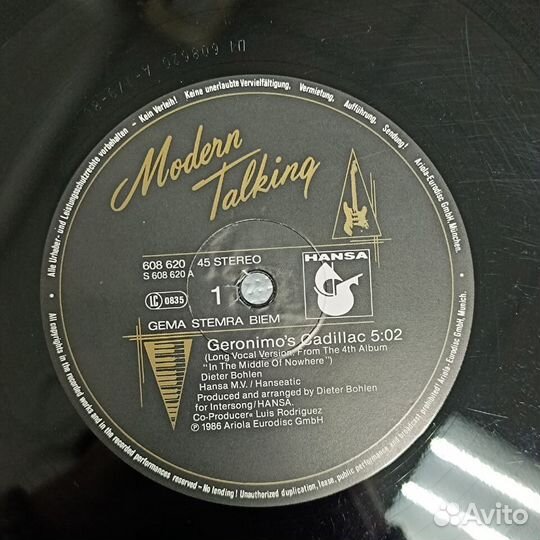 U1 608620 A
Alle Urheber- und Leistungsschutzrechte vorbehalten - Kein Verleih! Keine unerlaubte Vervielfältigung, Vermietung, Aufführung, Sendung!
Ariola-Eurodisc GmbH, München.
Modern
Talking
608 620 45 STEREO
S 608 620 A
HANSA
LC 0835
1
GEMA STEMRA BIEM
Geronimo's Cadillac 5:02
(Long Vocal Version, From The 4th Album
"In The Middle Of Nowhere")
Dieter Bohlen
Hansa M.V./Hanseatic
Produced and arranged by Dieter Bohlen
for Intersong/HANSA.
Co-Producer: Luis Rodriguez
℗ 1986 Ariola Eurodisc GmbH
All copyrights in the recorded works and in the recorded performances reserved - No lending! Unauthorized duplication, lease, public performance and broadcast prohibited! Ariola-Eurodisc GmbH, Munich.
Avito